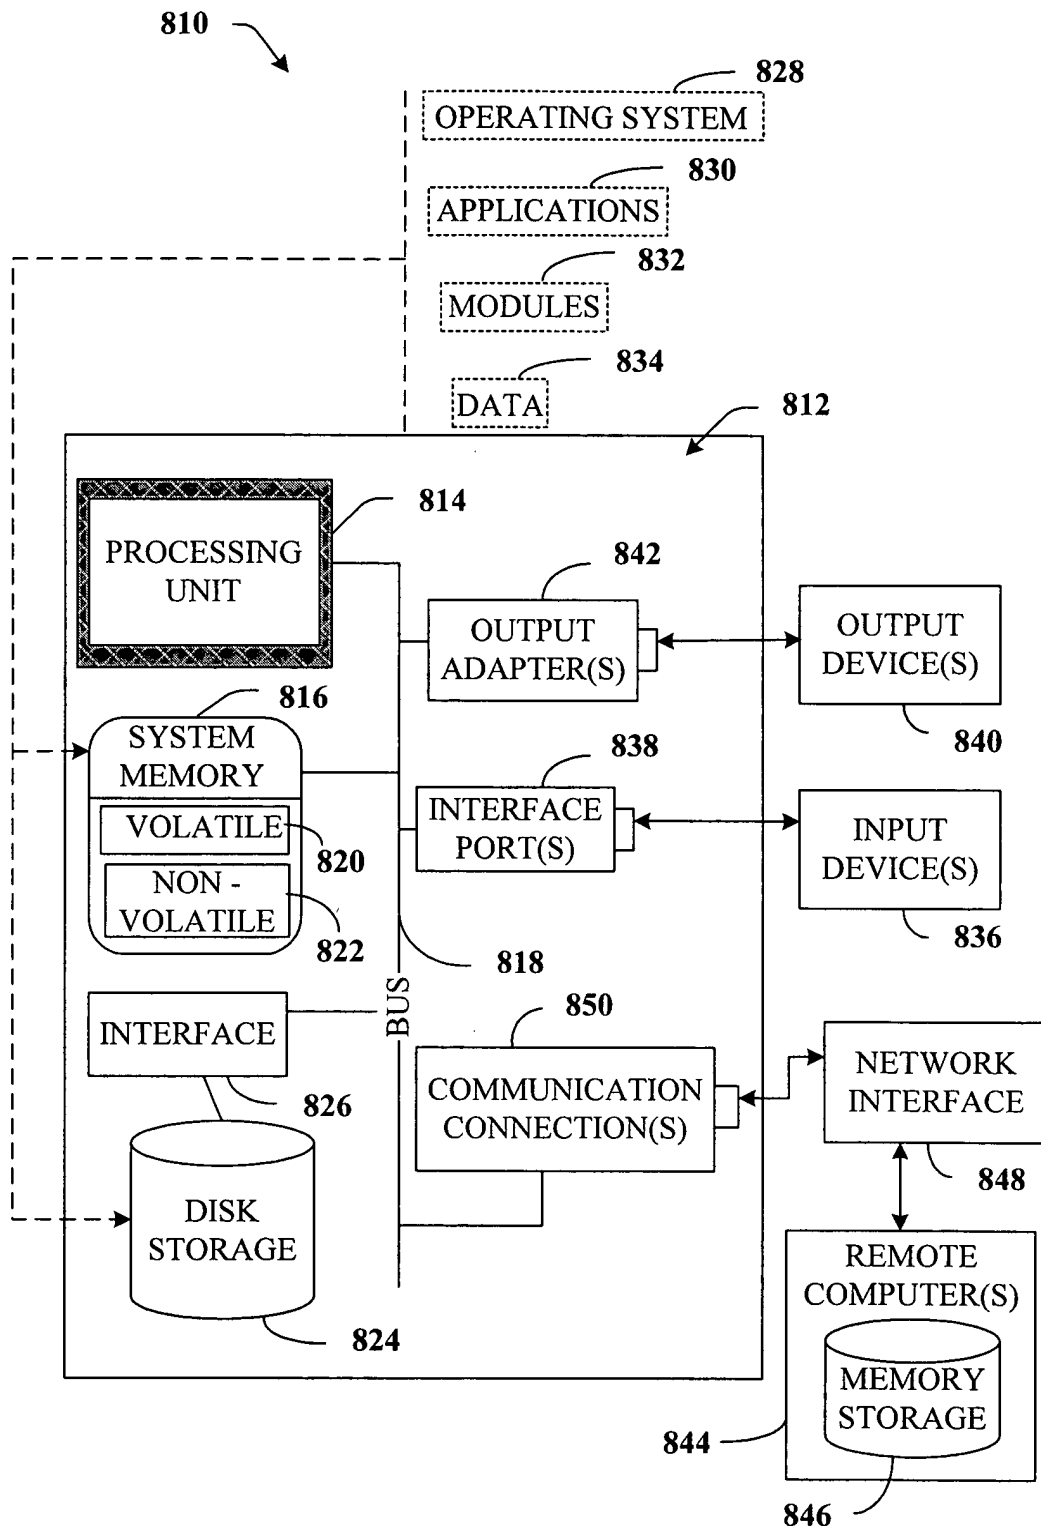 810
828
OPERATING SYSTEM
830
APPLICATIONS
832
MODULES
834
DATA
812
814
PROCESSING
UNIT
842
OUTPUT
ADAPTER(S)
OUTPUT
DEVICE(S)
840
816
SYSTEM
MEMORY
VOLATILE
820
NON -
VOLATILE
822
838
INTERFACE
PORT(S)
INPUT
DEVICE(S)
836
818
BUS
INTERFACE
826
850
COMMUNICATION
CONNECTION(S)
NETWORK
INTERFACE
848
DISK
STORAGE
824
REMOTE
COMPUTER(S)
MEMORY
STORAGE
844
846